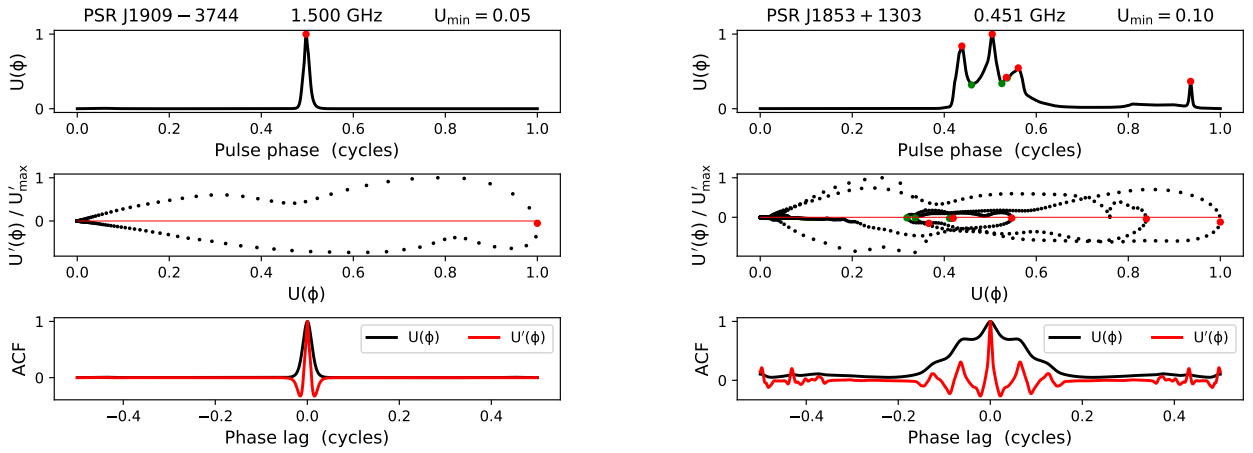 PSR J1909−3744 1.500 GHz U_min = 0.05
1
0
U(ϕ)
0.0 0.2 0.4 0.6 0.8 1.0
Pulse phase (cycles)
1
0
U′(ϕ) / U′_max
0.0 0.2 0.4 0.6 0.8 1.0
U(ϕ)
1
0
ACF
U(ϕ) U′(ϕ)
−0.4 −0.2 0.0 0.2 0.4
Phase lag (cycles)
PSR J1853+1303 0.451 GHz U_min = 0.10
1
0
U(ϕ)
0.0 0.2 0.4 0.6 0.8 1.0
Pulse phase (cycles)
1
0
U′(ϕ) / U′_max
0.0 0.2 0.4 0.6 0.8 1.0
U(ϕ)
1
0
ACF
U(ϕ) U′(ϕ)
−0.4 −0.2 0.0 0.2 0.4
Phase lag (cycles)